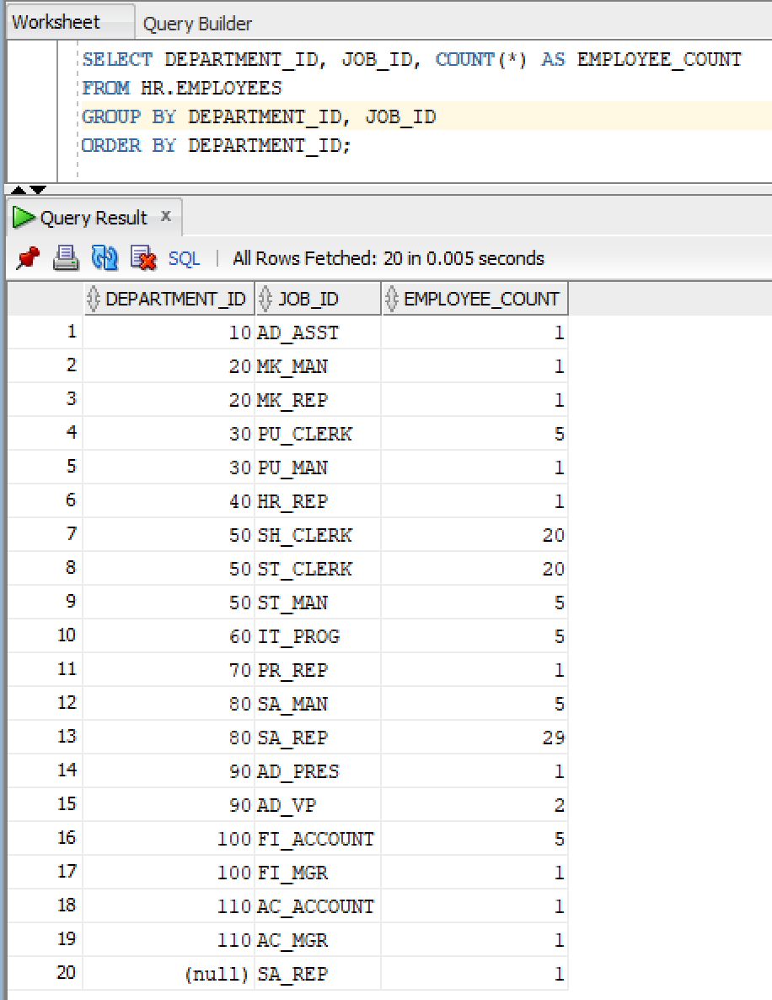 Worksheet Query Builder
SELECT DEPARTMENT_ID, JOB_ID, COUNT(*) AS EMPLOYEE_COUNT
FROM HR.EMPLOYEES
GROUP BY DEPARTMENT_ID, JOB_ID
ORDER BY DEPARTMENT_ID;
Query Result x
SQL | All Rows Fetched: 20 in 0.005 seconds
DEPARTMENT_ID JOB_ID EMPLOYEE_COUNT
1 10 AD_ASST 1
2 20 MK_MAN 1
3 20 MK_REP 1
4 30 PU_CLERK 5
5 30 PU_MAN 1
6 40 HR_REP 1
7 50 SH_CLERK 20
8 50 ST_CLERK 20
9 50 ST_MAN 5
10 60 IT_PROG 5
11 70 PR_REP 1
12 80 SA_MAN 5
13 80 SA_REP 29
14 90 AD_PRES 1
15 90 AD_VP 2
16 100 FI_ACCOUNT 5
17 100 FI_MGR 1
18 110 AC_ACCOUNT 1
19 110 AC_MGR 1
20 (null) SA_REP 1